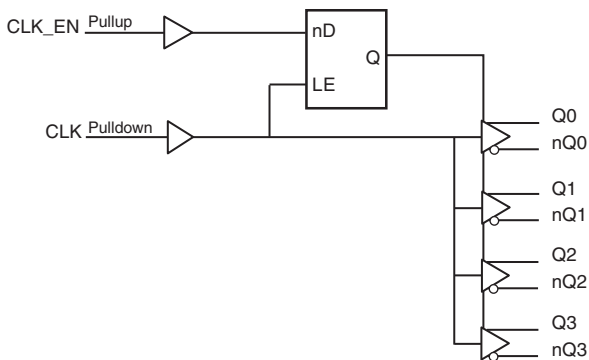 CLK_EN Pullup
nD
Q
LE
CLK Pulldown
Q0
nQ0
Q1
nQ1
Q2
nQ2
Q3
nQ3